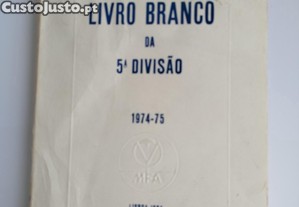 CustoJusto.pt
LIVRO BRANCO
DA
5ª DIVISÃO
1974-75
MFA